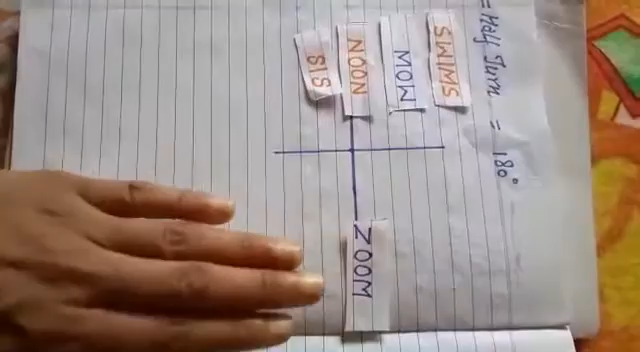 = Half Turn = 180°
SWIMS
MOW
NOON
ZOOM
SIS